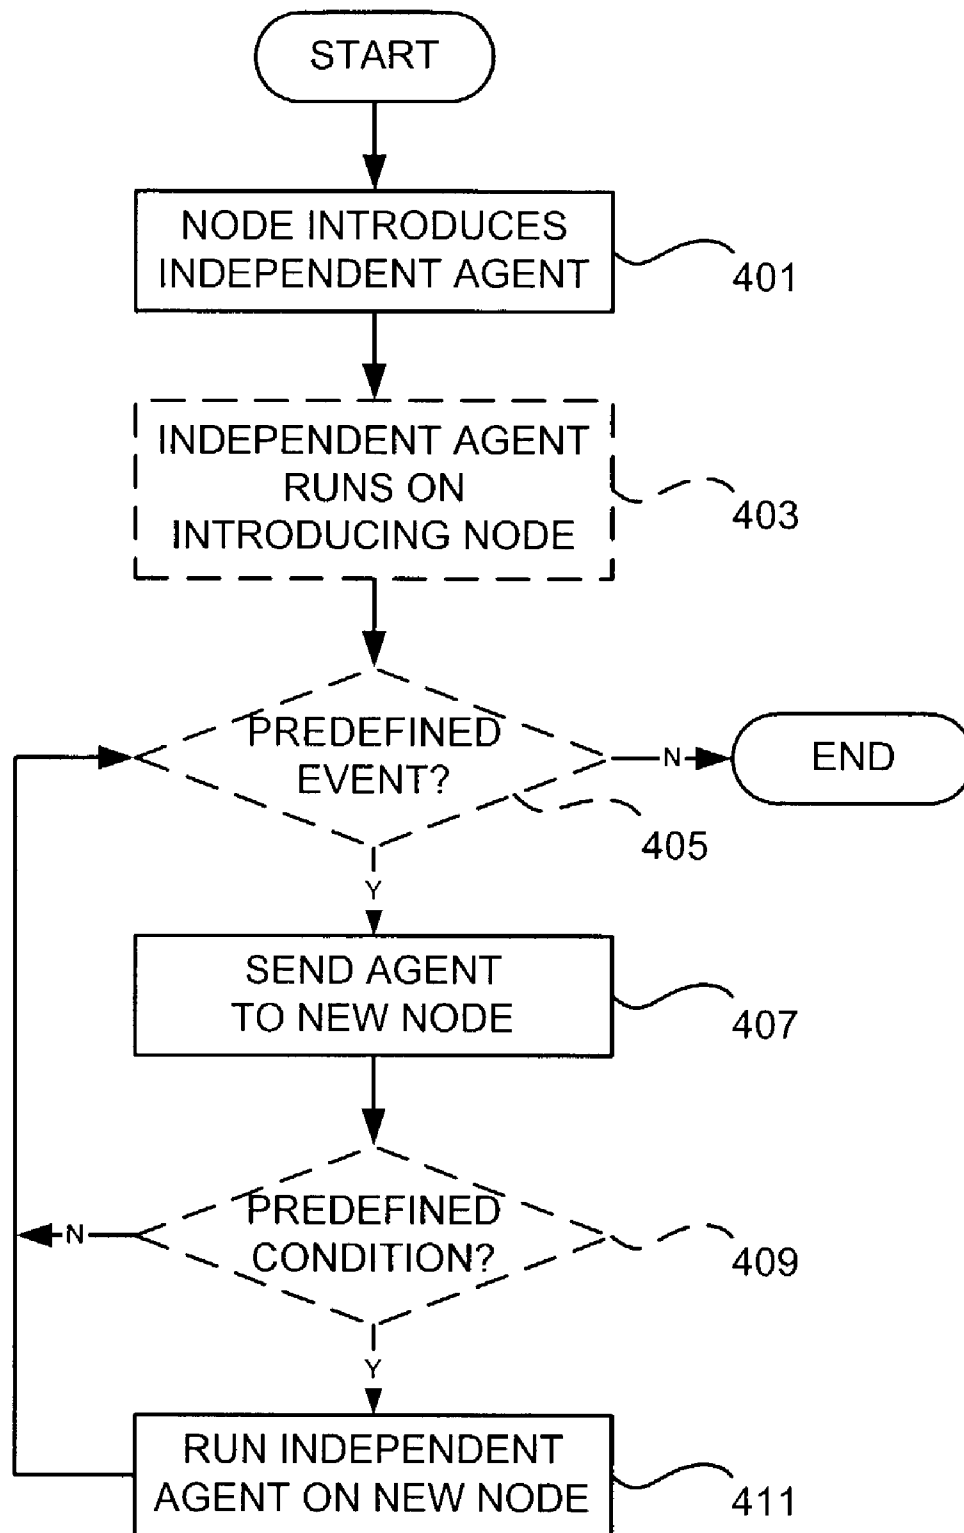 START
NODE INTRODUCES
INDEPENDENT AGENT
401
INDEPENDENT AGENT
RUNS ON
INTRODUCING NODE
403
PREDEFINED
EVENT?
N
END
405
Y
SEND AGENT
TO NEW NODE
407
PREDEFINED
CONDITION?
N
409
Y
RUN INDEPENDENT
AGENT ON NEW NODE
411